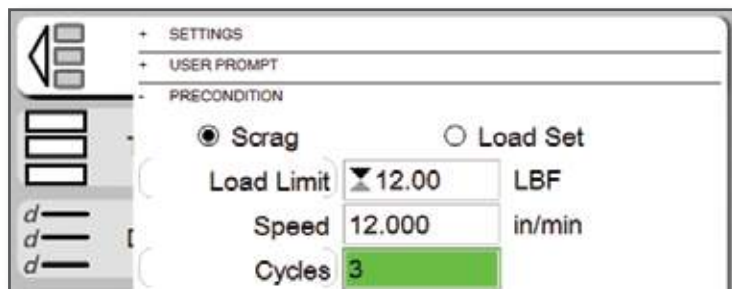 + SETTINGS
+ USER PROMPT
- PRECONDITION
Scrag Load Set
Load Limit 12.00 LBF
Speed 12.000 in/min
d
d
d
Cycles 3